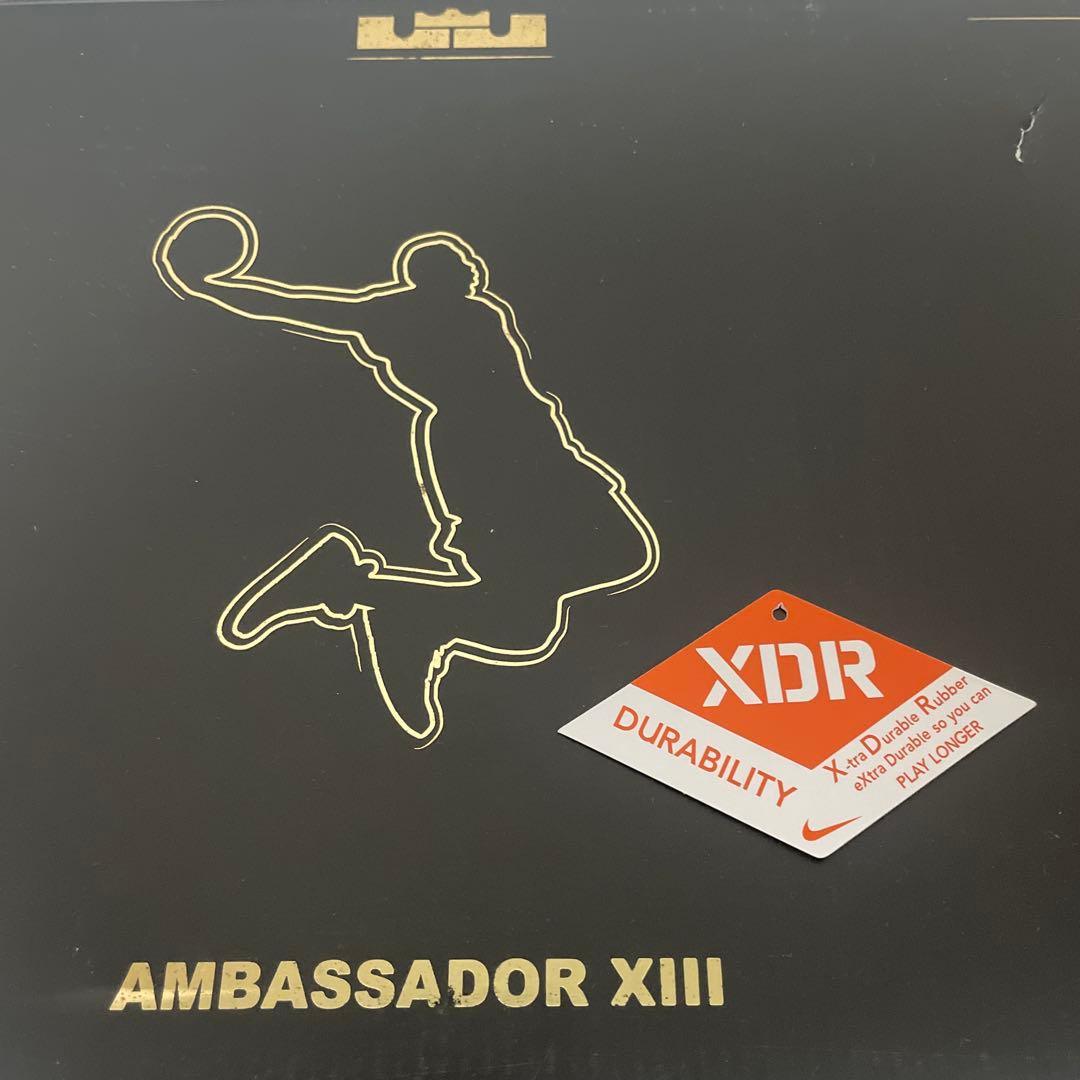 XDR
DURABILITY
X-tra Durable Rubber
eXtra Durable so you can
PLAY LONGER
AMBASSADOR XIII